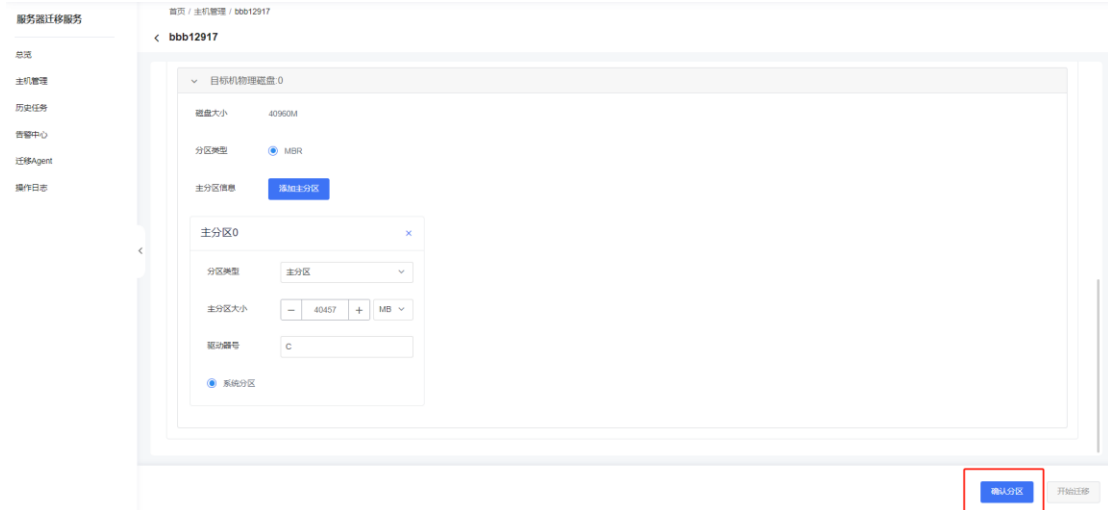 服务器迁移服务
总览
主机管理
历史任务
告警中心
迁移Agent
操作日志
首页 / 主机管理 / bbb12917
bbb12917
目标机物理磁盘:0
磁盘大小 40960M
分区类型 MBR
主分区信息 添加主分区
主分区0
分区类型 主分区
主分区大小 − 40457 + MB
驱动器号 C
系统分区
确认分区 开始迁移